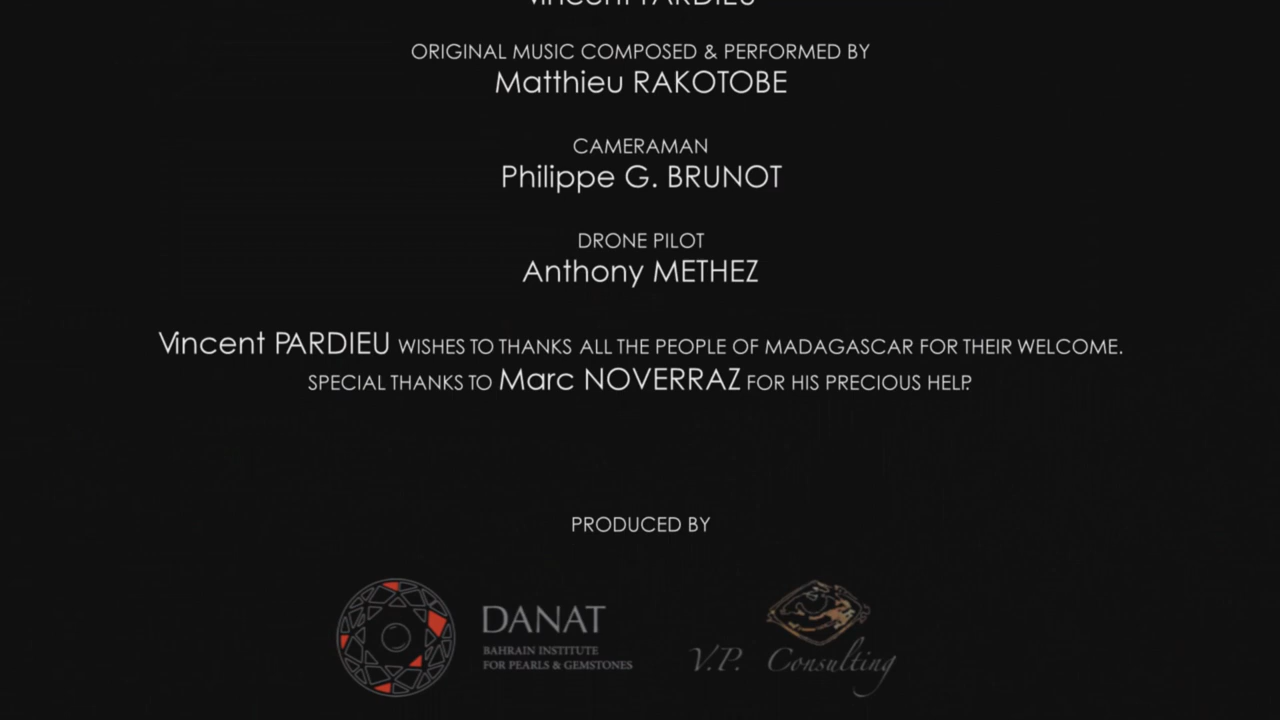 Vincent PARDIEU
ORIGINAL MUSIC COMPOSED & PERFORMED BY
Matthieu RAKOTOBE
CAMERAMAN
Philippe G. BRUNOT
DRONE PILOT
Anthony METHEZ
Vincent PARDIEU WISHES TO THANKS ALL THE PEOPLE OF MADAGASCAR FOR THEIR WELCOME.
SPECIAL THANKS TO Marc NOVERRAZ FOR HIS PRECIOUS HELP.
PRODUCED BY
DANAT
BAHRAIN INSTITUTE
FOR PEARLS & GEMSTONES
V.P. Consulting